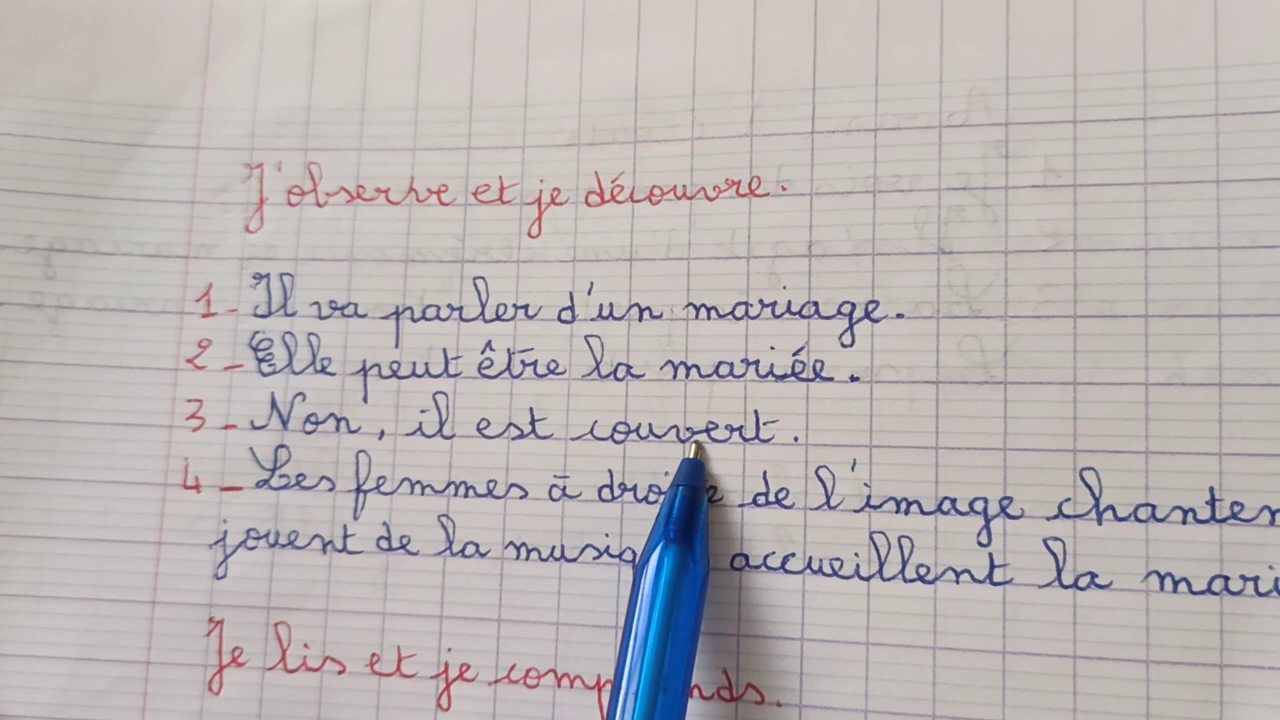 J'observe et je découvre.
1- Il va parler d'un mariage.
2- Elle peut être la mariée.
3- Non, il est couvert.
4- Les femmes à de l'image
jouent de la accueillent la
Je lis et je